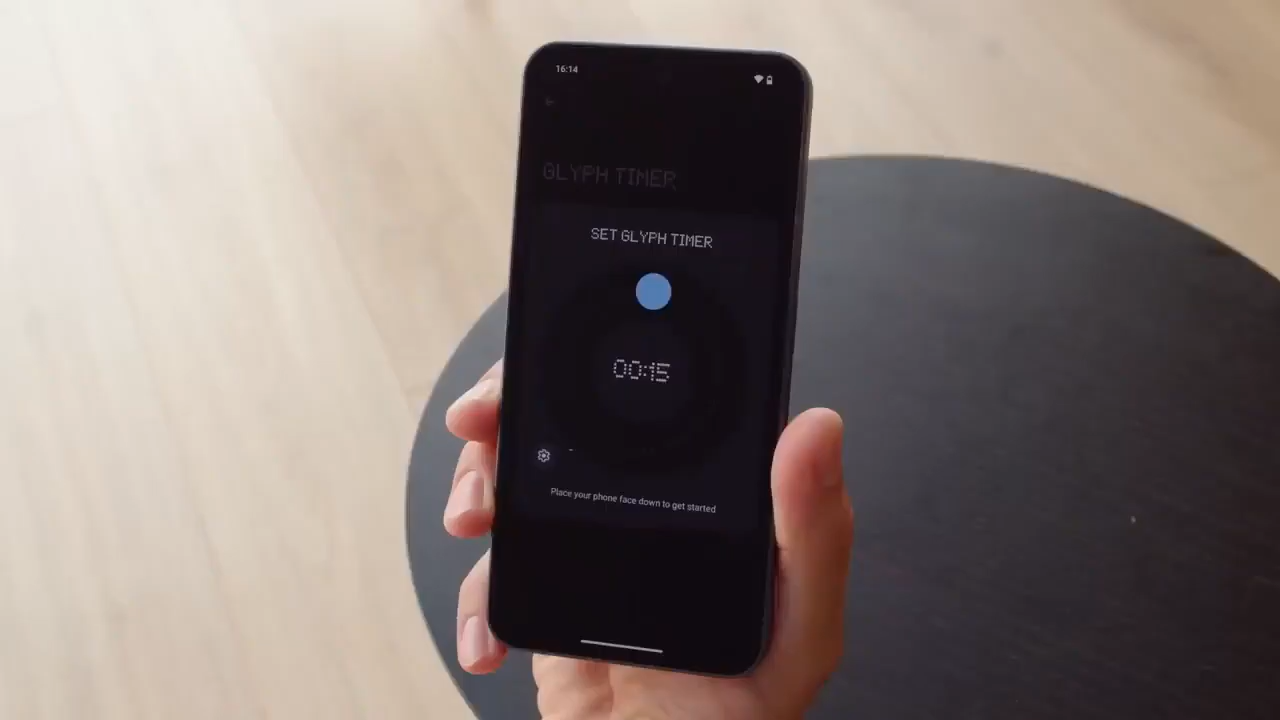 16:14
GLYPH TIMER
SET GLYPH TIMER
00:15
Place your phone face down to get started